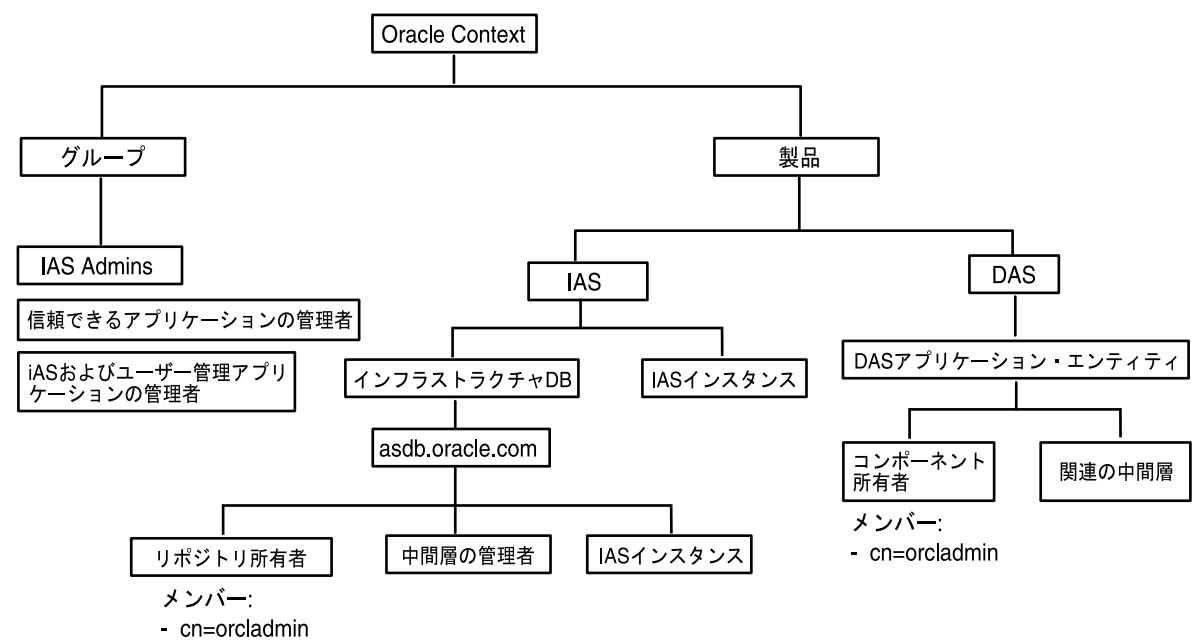 Oracle Context
グループ
製品
IAS Admins
IAS
DAS
信頼できるアプリケーションの管理者
iASおよびユーザー管理アプリ
ケーションの管理者
インフラストラクチャDB
IASインスタンス
DASアプリケーション・エンティティ
asdb.oracle.com
コンポーネント
所有者
関連の中間層
メンバー:
- cn=orcladmin
リポジトリ所有者
中間層の管理者
IASインスタンス
メンバー:
- cn=orcladmin